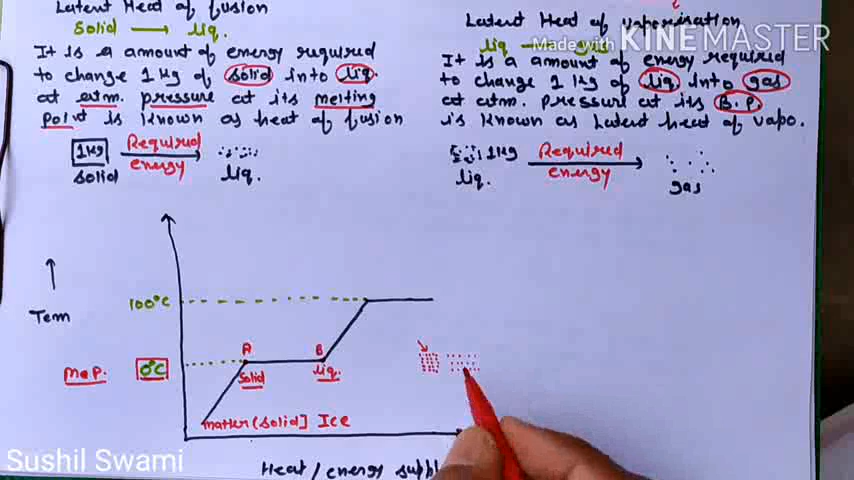 Latent Heat of fusion
Solid → liq.
It is a amount of energy required
to change 1 Kg of solid into liq.
at atm. pressure at its melting
point is known as heat of fusion
1Kg Required energy
solid liq.
Latent Heat of vaporisation
liq → 
Made with KINEMASTER
It is a amount of energy required
to change 1 Kg of liq. into gas
at atm. pressure at its B.P.
is known as Latent heat of vapo.
1Kg Required energy
liq. gas
100°C
Tem
A B
M.P. 0°C
solid liq.
matter (solid] Ice
Heat / energy suppl
Sushil Swami